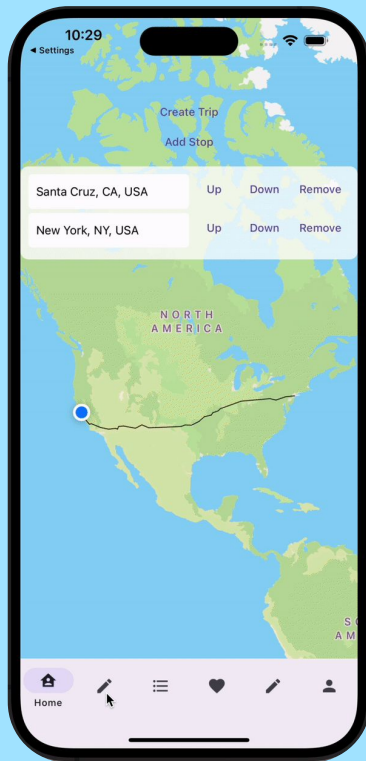 10:29
◀ Settings
Create Trip
Add Stop
Santa Cruz, CA, USA Up Down Remove
New York, NY, USA Up Down Remove
NORTH
AMERICA
S
A M
Home